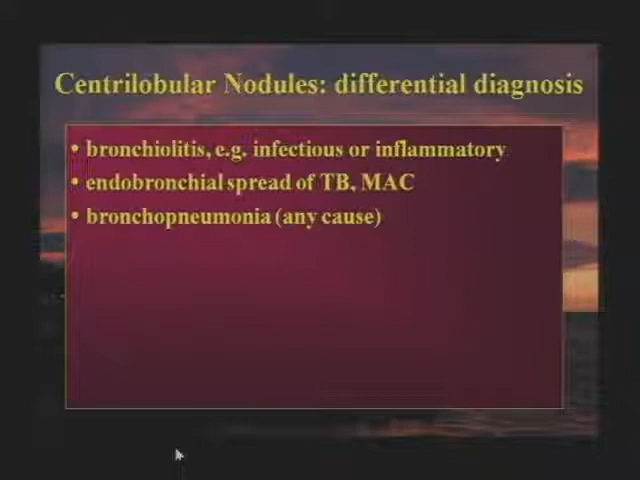 Centrilobular Nodules: differential diagnosis
• bronchiolitis, e.g. infectious or inflammatory
• endobronchial spread of TB, MAC
• bronchopneumonia (any cause)